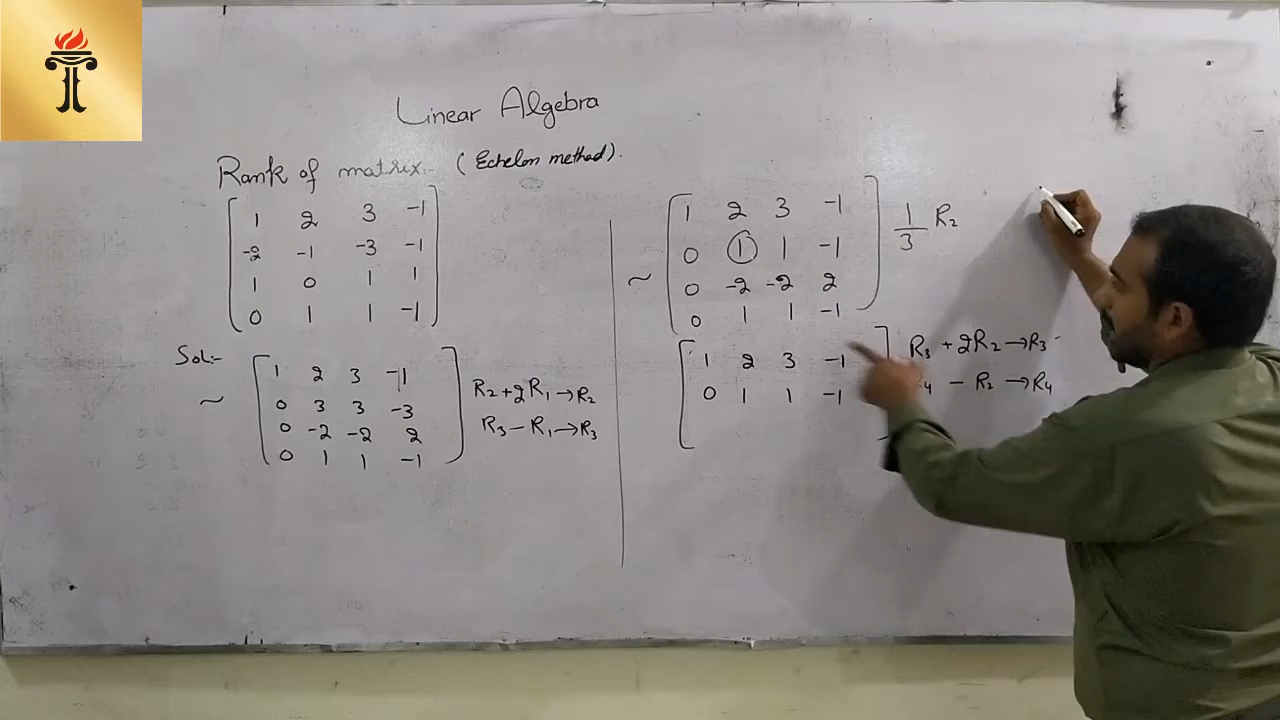 Linear Algebra
Rank of matrix. (Echelon method).
1 2 3 -1
-2 -1 -3 -1
1 0 1 1
0 1 1 -1
Sol:-
~ 1 2 3 -1
0 3 3 -3 R₂+2R₁→R₂
0 -2 -2 2 R₃-R₁→R₃
0 1 1 -1
1 2 3 -1 1/3 R₂
0 1 1 -1
~ 0 -2 -2 2
0 1 1 -1
1 2 3 -1 R₃+2R₂→R₃
0 1 1 -1 R₄-R₂→R₄